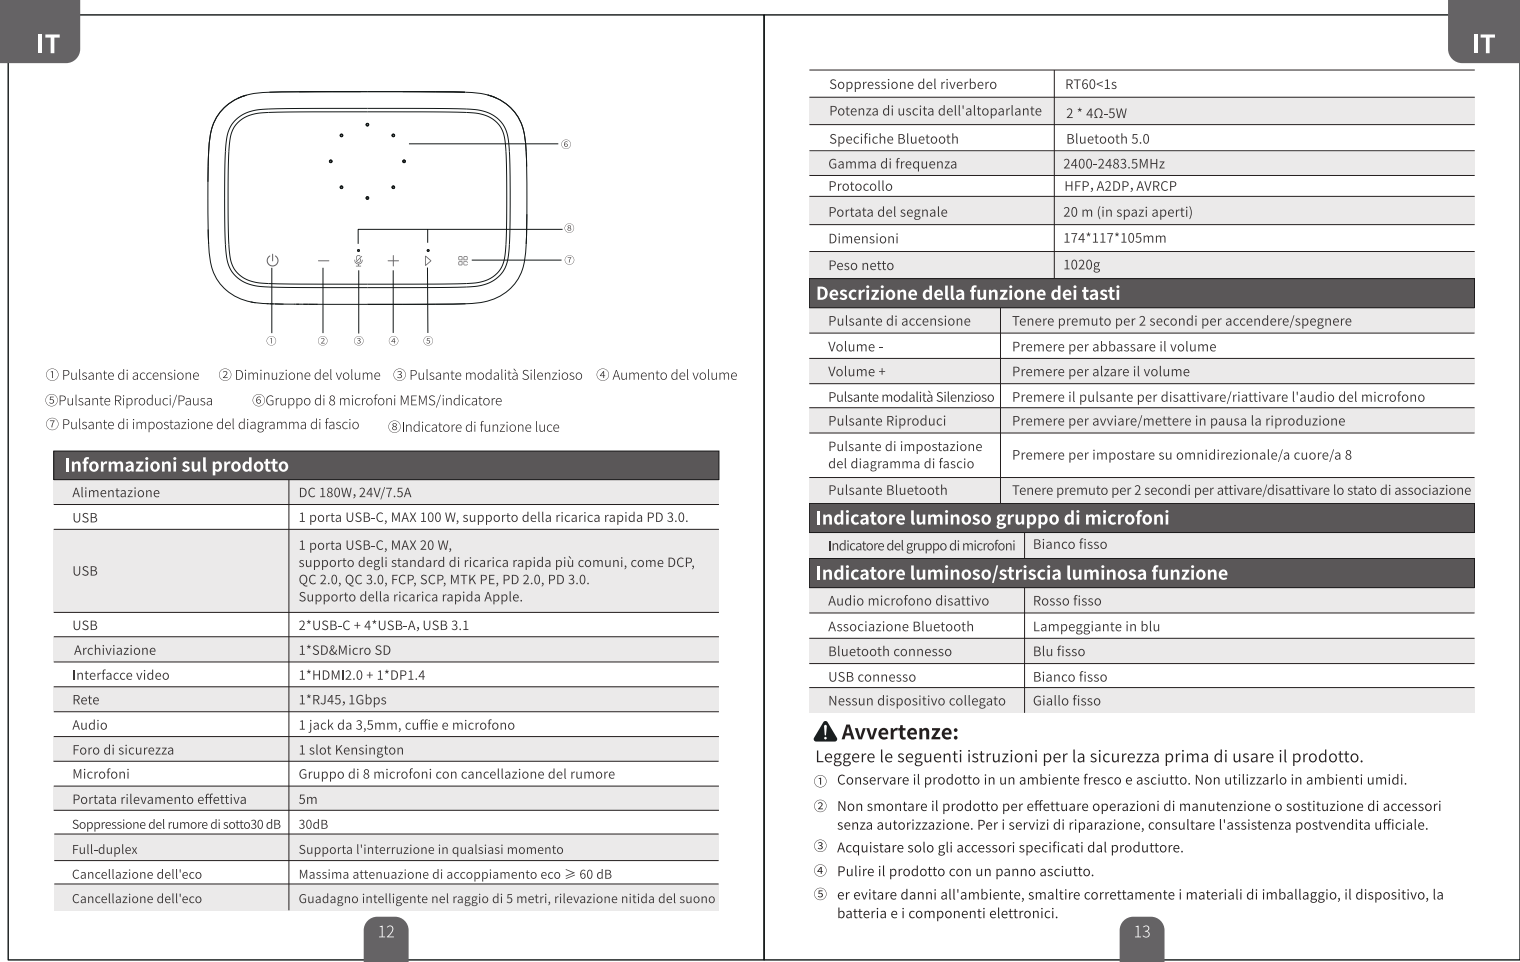 IT
⑥
⑧
⑦
① ② ③ ④ ⑤
① Pulsante di accensione ② Diminuzione del volume ③ Pulsante modalità Silenzioso ④ Aumento del volume
⑤Pulsante Riproduci/Pausa ⑥Gruppo di 8 microfoni MEMS/indicatore
⑦ Pulsante di impostazione del diagramma di fascio ⑧Indicatore di funzione luce
Informazioni sul prodotto
Alimentazione DC 180W, 24V/7.5A
USB 1 porta USB-C, MAX 100 W, supporto della ricarica rapida PD 3.0.
USB
1 porta USB-C, MAX 20 W,
supporto degli standard di ricarica rapida più comuni, come DCP,
QC 2.0, QC 3.0, FCP, SCP, MTK PE, PD 2.0, PD 3.0.
Supporto della ricarica rapida Apple.
USB 2*USB-C + 4*USB-A, USB 3.1
Archiviazione 1*SD&Micro SD
Interfacce video 1*HDMI2.0 + 1*DP1.4
Rete 1*RJ45, 1Gbps
Audio 1 jack da 3,5mm, cuffie e microfono
Foro di sicurezza 1 slot Kensington
Microfoni Gruppo di 8 microfoni con cancellazione del rumore
Portata rilevamento effettiva 5m
Soppressione del rumore di sotto30 dB 30dB
Full-duplex Supporta l'interruzione in qualsiasi momento
Cancellazione dell'eco Massima attenuazione di accoppiamento eco ⩾ 60 dB
Cancellazione dell'eco Guadagno intelligente nel raggio di 5 metri, rilevazione nitida del suono
12
IT
Soppressione del riverbero RT60<1s
Potenza di uscita dell'altoparlante 2 * 4Ω-5W
Specifiche Bluetooth Bluetooth 5.0
Gamma di frequenza 2400-2483.5MHz
Protocollo HFP, A2DP, AVRCP
Portata del segnale 20 m (in spazi aperti)
Dimensioni 174*117*105mm
Peso netto 1020g
Descrizione della funzione dei tasti
Pulsante di accensione Tenere premuto per 2 secondi per accendere/spegnere
Volume - Premere per abbassare il volume
Volume + Premere per alzare il volume
Pulsante modalità Silenzioso Premere il pulsante per disattivare/riattivare l'audio del microfono
Pulsante Riproduci Premere per avviare/mettere in pausa la riproduzione
Pulsante di impostazione
del diagramma di fascio Premere per impostare su omnidirezionale/a cuore/a 8
Pulsante Bluetooth Tenere premuto per 2 secondi per attivare/disattivare lo stato di associazione
Indicatore luminoso gruppo di microfoni
Indicatore del gruppo di microfoni Bianco fisso
Indicatore luminoso/striscia luminosa funzione
Audio microfono disattivo Rosso fisso
Associazione Bluetooth Lampeggiante in blu
Bluetooth connesso Blu fisso
USB connesso Bianco fisso
Nessun dispositivo collegato Giallo fisso
Avvertenze:
Leggere le seguenti istruzioni per la sicurezza prima di usare il prodotto.
① Conservare il prodotto in un ambiente fresco e asciutto. Non utilizzarlo in ambienti umidi.
② Non smontare il prodotto per effettuare operazioni di manutenzione o sostituzione di accessori
senza autorizzazione. Per i servizi di riparazione, consultare l'assistenza postvendita ufficiale.
③ Acquistare solo gli accessori specificati dal produttore.
④ Pulire il prodotto con un panno asciutto.
⑤ er evitare danni all'ambiente, smaltire correttamente i materiali di imballaggio, il dispositivo, la
batteria e i componenti elettronici.
13